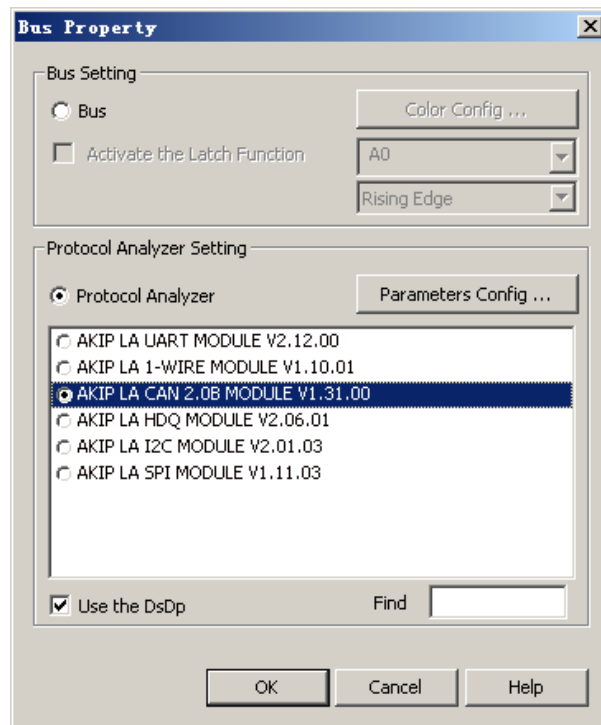 Bus Property
Bus Setting
Bus
Color Config ...
Activate the Latch Function
A0
Rising Edge
Protocol Analyzer Setting
Protocol Analyzer
Parameters Config ...
AKIP LA UART MODULE V2.12.00
AKIP LA 1-WIRE MODULE V1.10.01
AKIP LA CAN 2.0B MODULE V1.31.00
AKIP LA HDQ MODULE V2.06.01
AKIP LA I2C MODULE V2.01.03
AKIP LA SPI MODULE V1.11.03
Use the DsDp
Find
OK
Cancel
Help